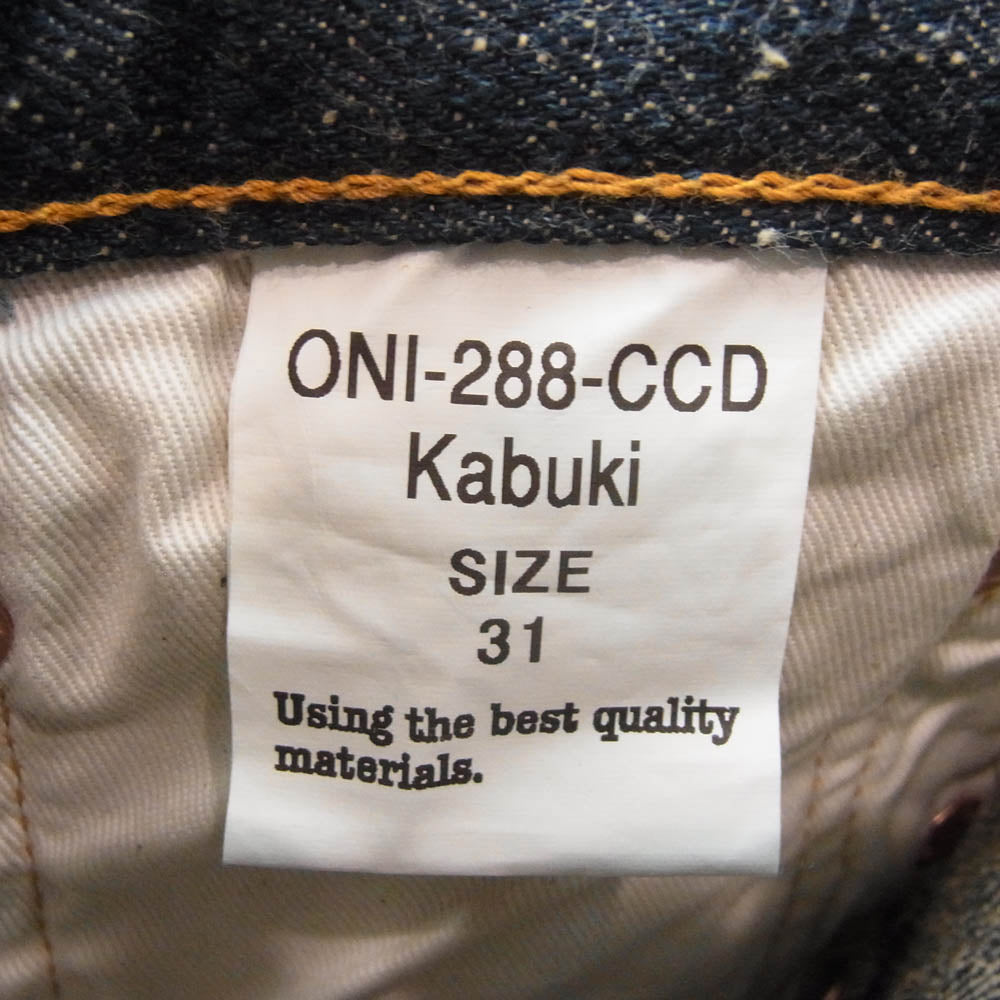 ONI-288-CCD
Kabuki
SIZE
31
Using the best quality
materials.